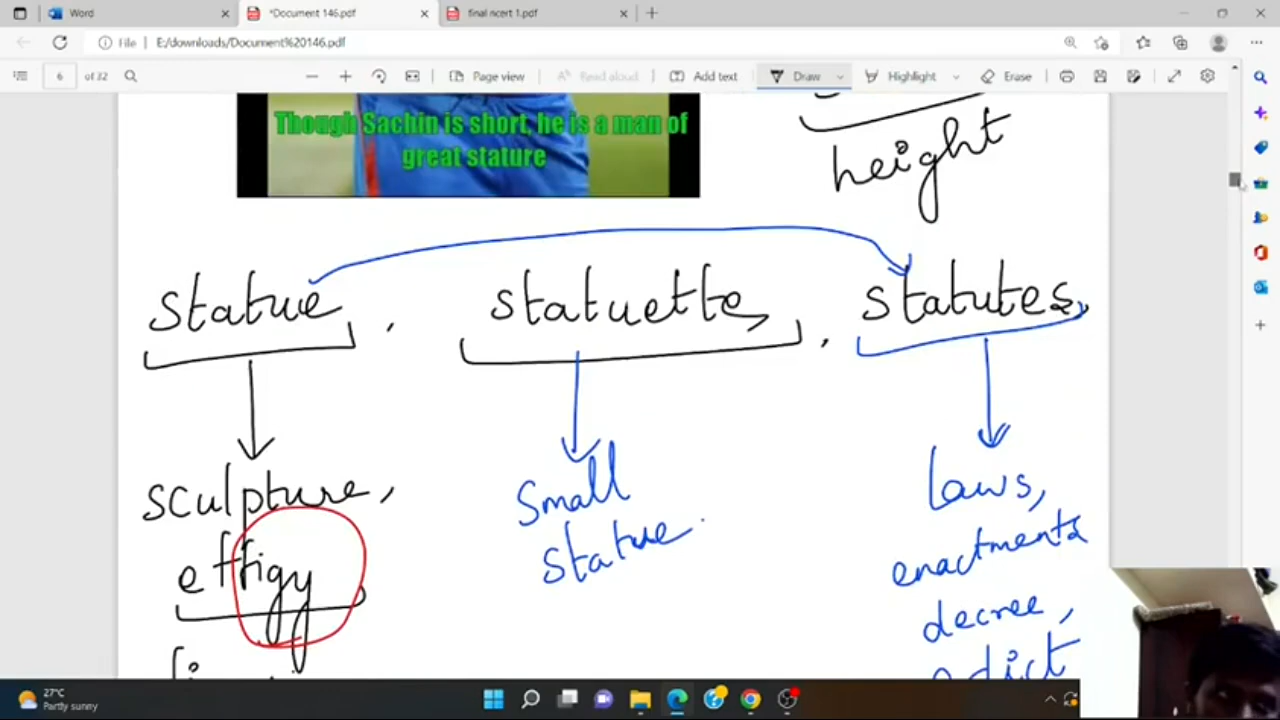 Word
*Document 146.pdf
final ncert 1.pdf
File
E:/downloads/Document%20146.pdf
6 of 32
Page view
Read aloud
Add text
Draw
Highlight
Erase
Though Sachin is short, he is a man of
great stature
height
statue, statuette, statutes,
sculpture,
effigy
small
statue
laws,
enactments
decree,
edict
27°C
Partly sunny